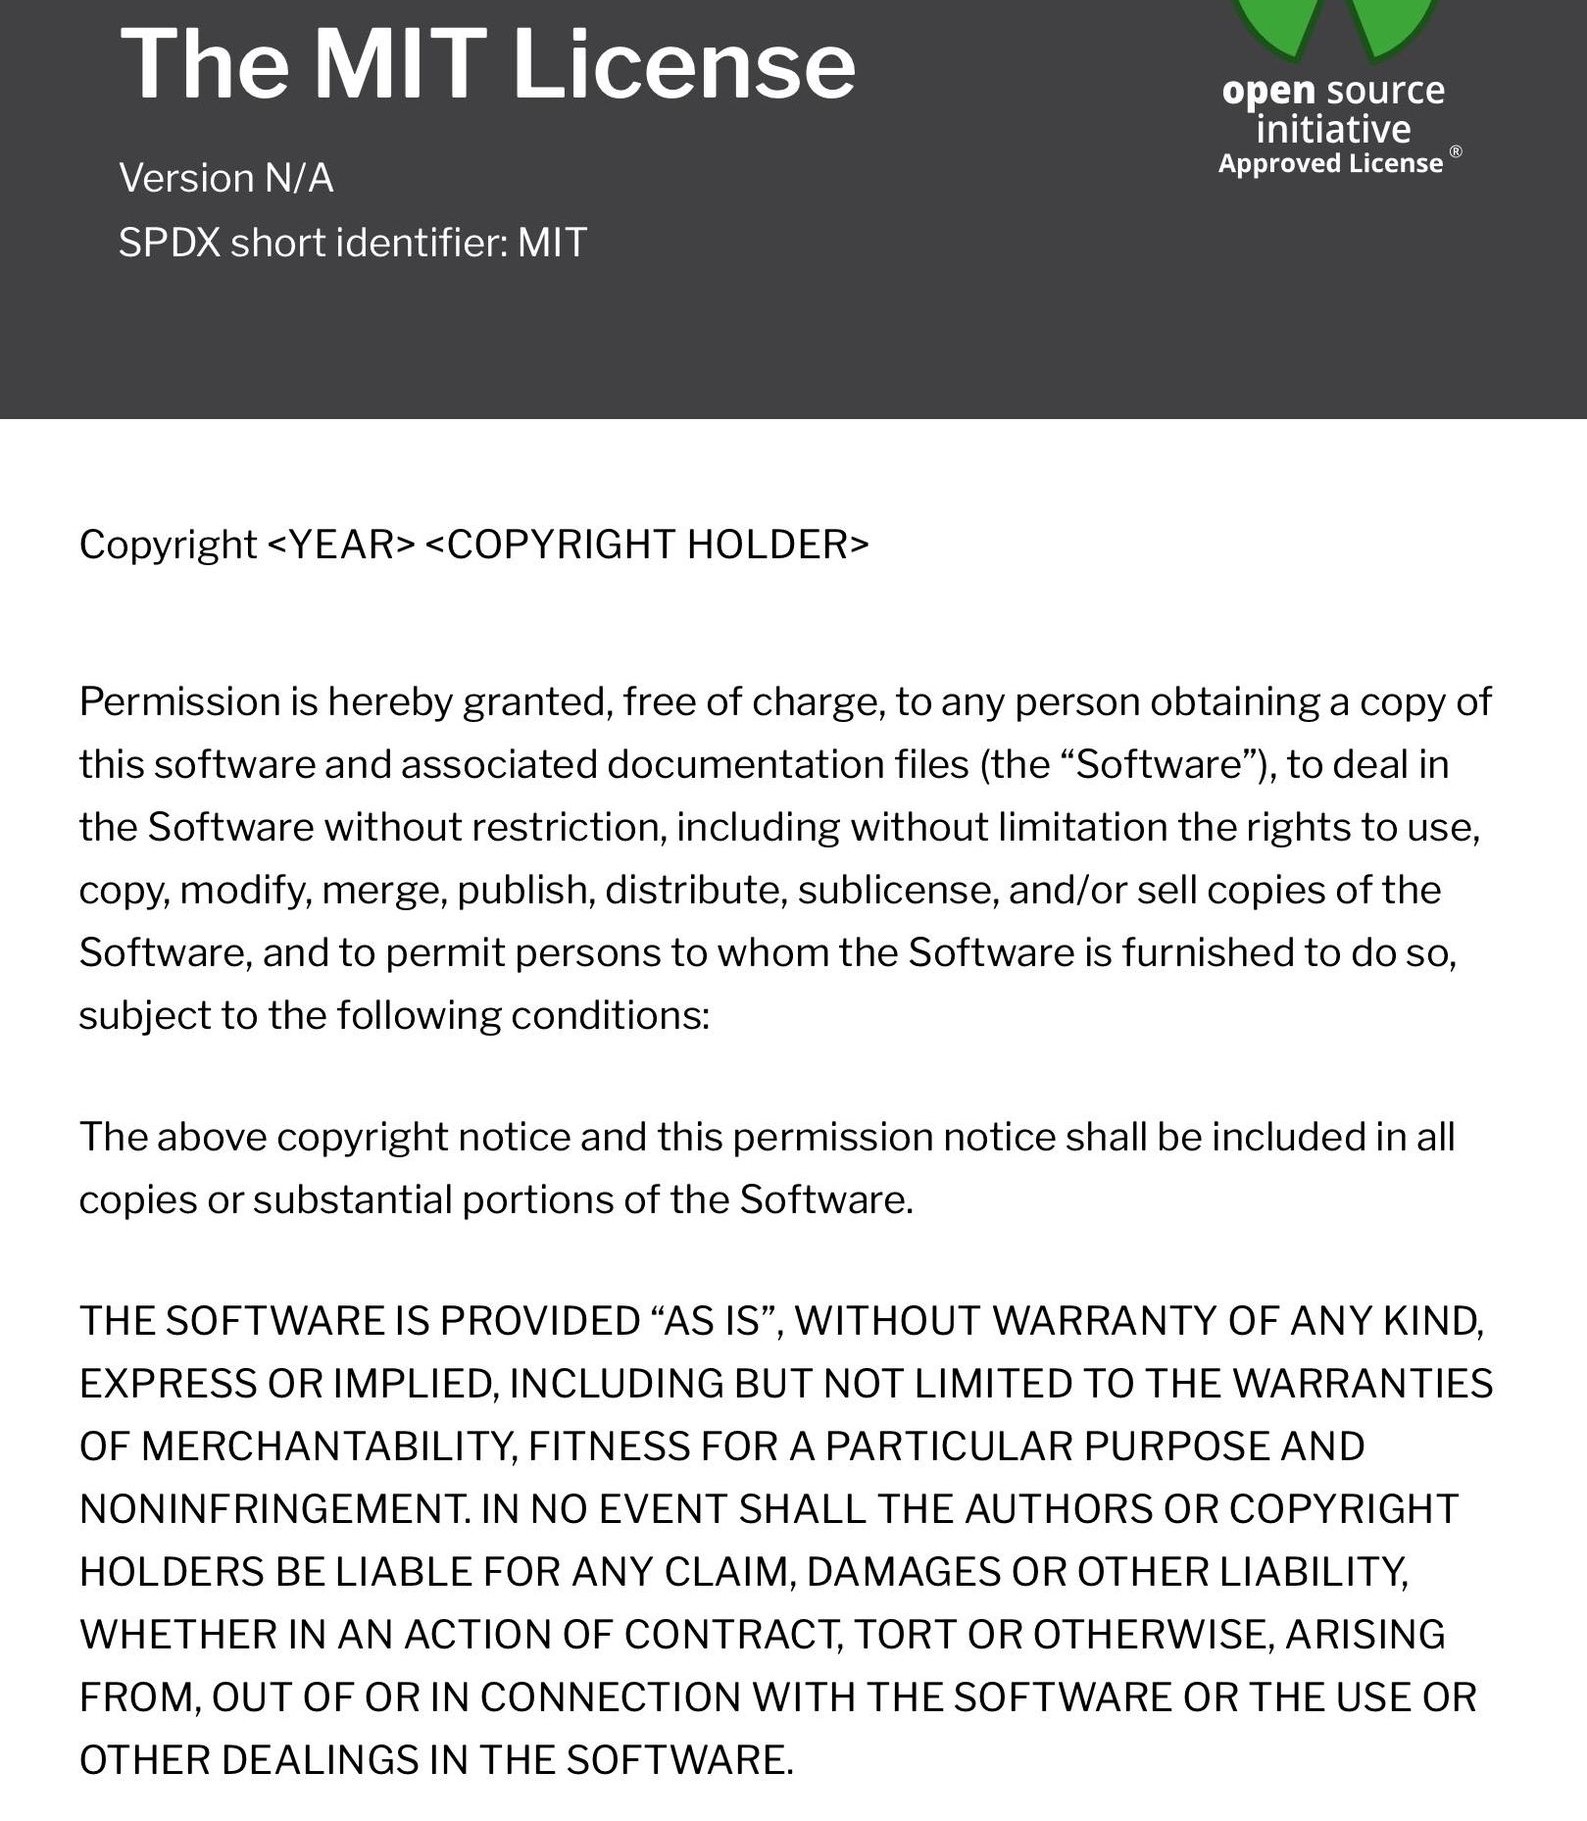 The MIT License
open source
initiative
Approved License ®
Version N/A
SPDX short identifier: MIT
Copyright <YEAR> <COPYRIGHT HOLDER>
Permission is hereby granted, free of charge, to any person obtaining a copy of
this software and associated documentation files (the “Software”), to deal in
the Software without restriction, including without limitation the rights to use,
copy, modify, merge, publish, distribute, sublicense, and/or sell copies of the
Software, and to permit persons to whom the Software is furnished to do so,
subject to the following conditions:
The above copyright notice and this permission notice shall be included in all
copies or substantial portions of the Software.
THE SOFTWARE IS PROVIDED “AS IS”, WITHOUT WARRANTY OF ANY KIND,
EXPRESS OR IMPLIED, INCLUDING BUT NOT LIMITED TO THE WARRANTIES
OF MERCHANTABILITY, FITNESS FOR A PARTICULAR PURPOSE AND
NONINFRINGEMENT. IN NO EVENT SHALL THE AUTHORS OR COPYRIGHT
HOLDERS BE LIABLE FOR ANY CLAIM, DAMAGES OR OTHER LIABILITY,
WHETHER IN AN ACTION OF CONTRACT, TORT OR OTHERWISE, ARISING
FROM, OUT OF OR IN CONNECTION WITH THE SOFTWARE OR THE USE OR
OTHER DEALINGS IN THE SOFTWARE.